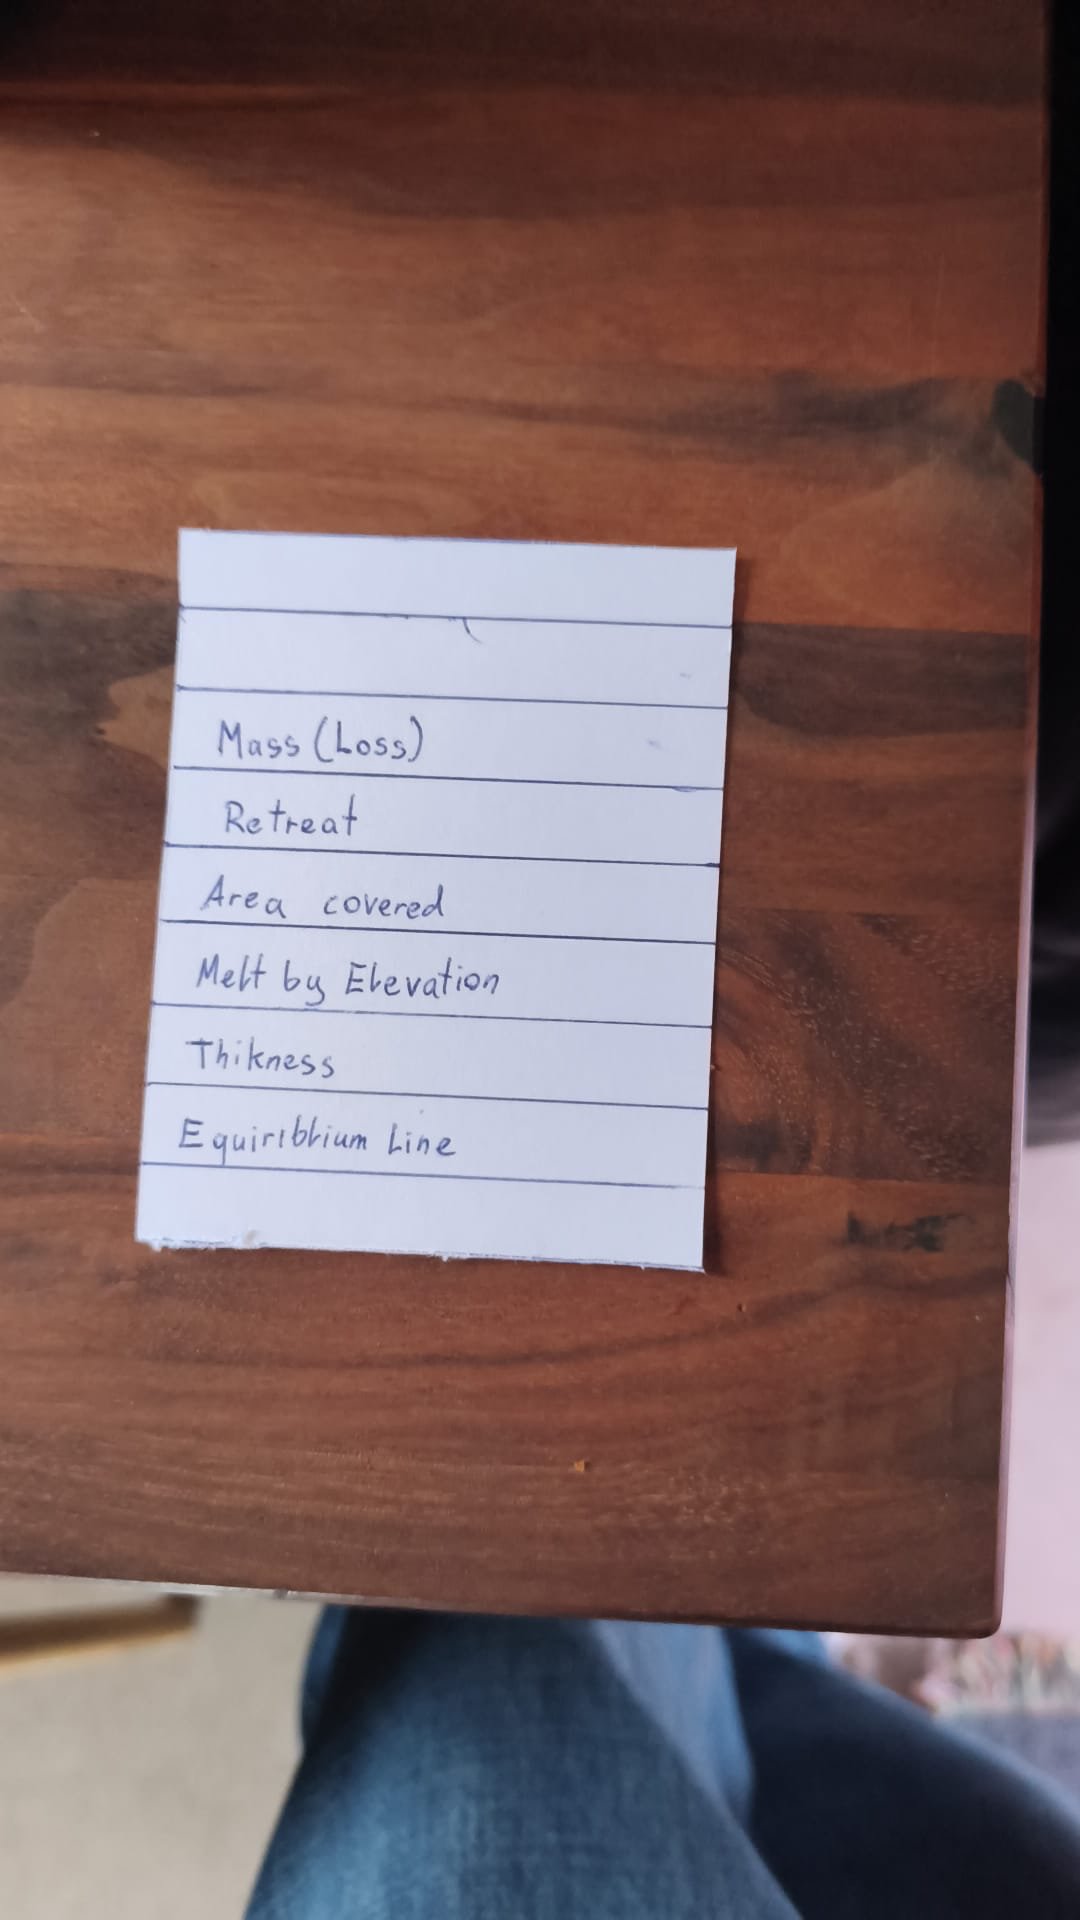 Mass (Loss)
Retreat
Area covered
Melt by Elevation
Thikness
Equiriblium Line